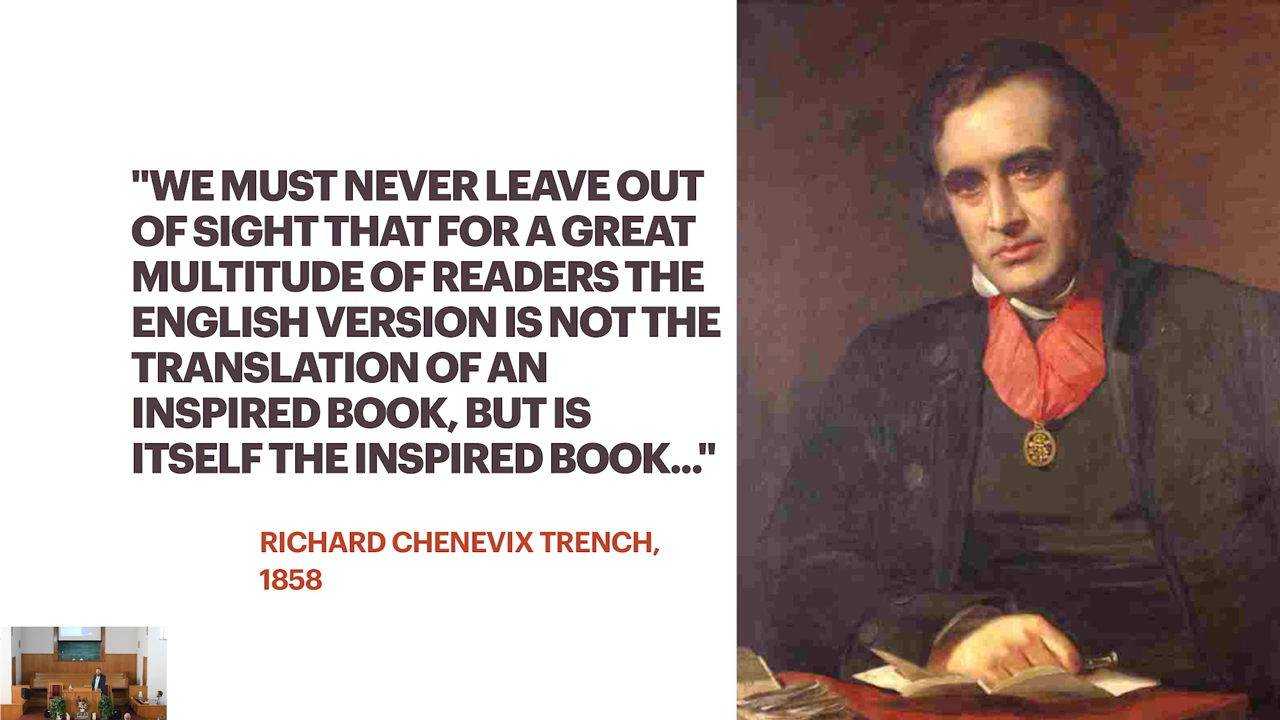 "WE MUST NEVER LEAVE OUT
OF SIGHT THAT FOR A GREAT
MULTITUDE OF READERS THE
ENGLISH VERSION IS NOT THE
TRANSLATION OF AN
INSPIRED BOOK, BUT IS
ITSELF THE INSPIRED BOOK..."
RICHARD CHENEVIX TRENCH,
1858